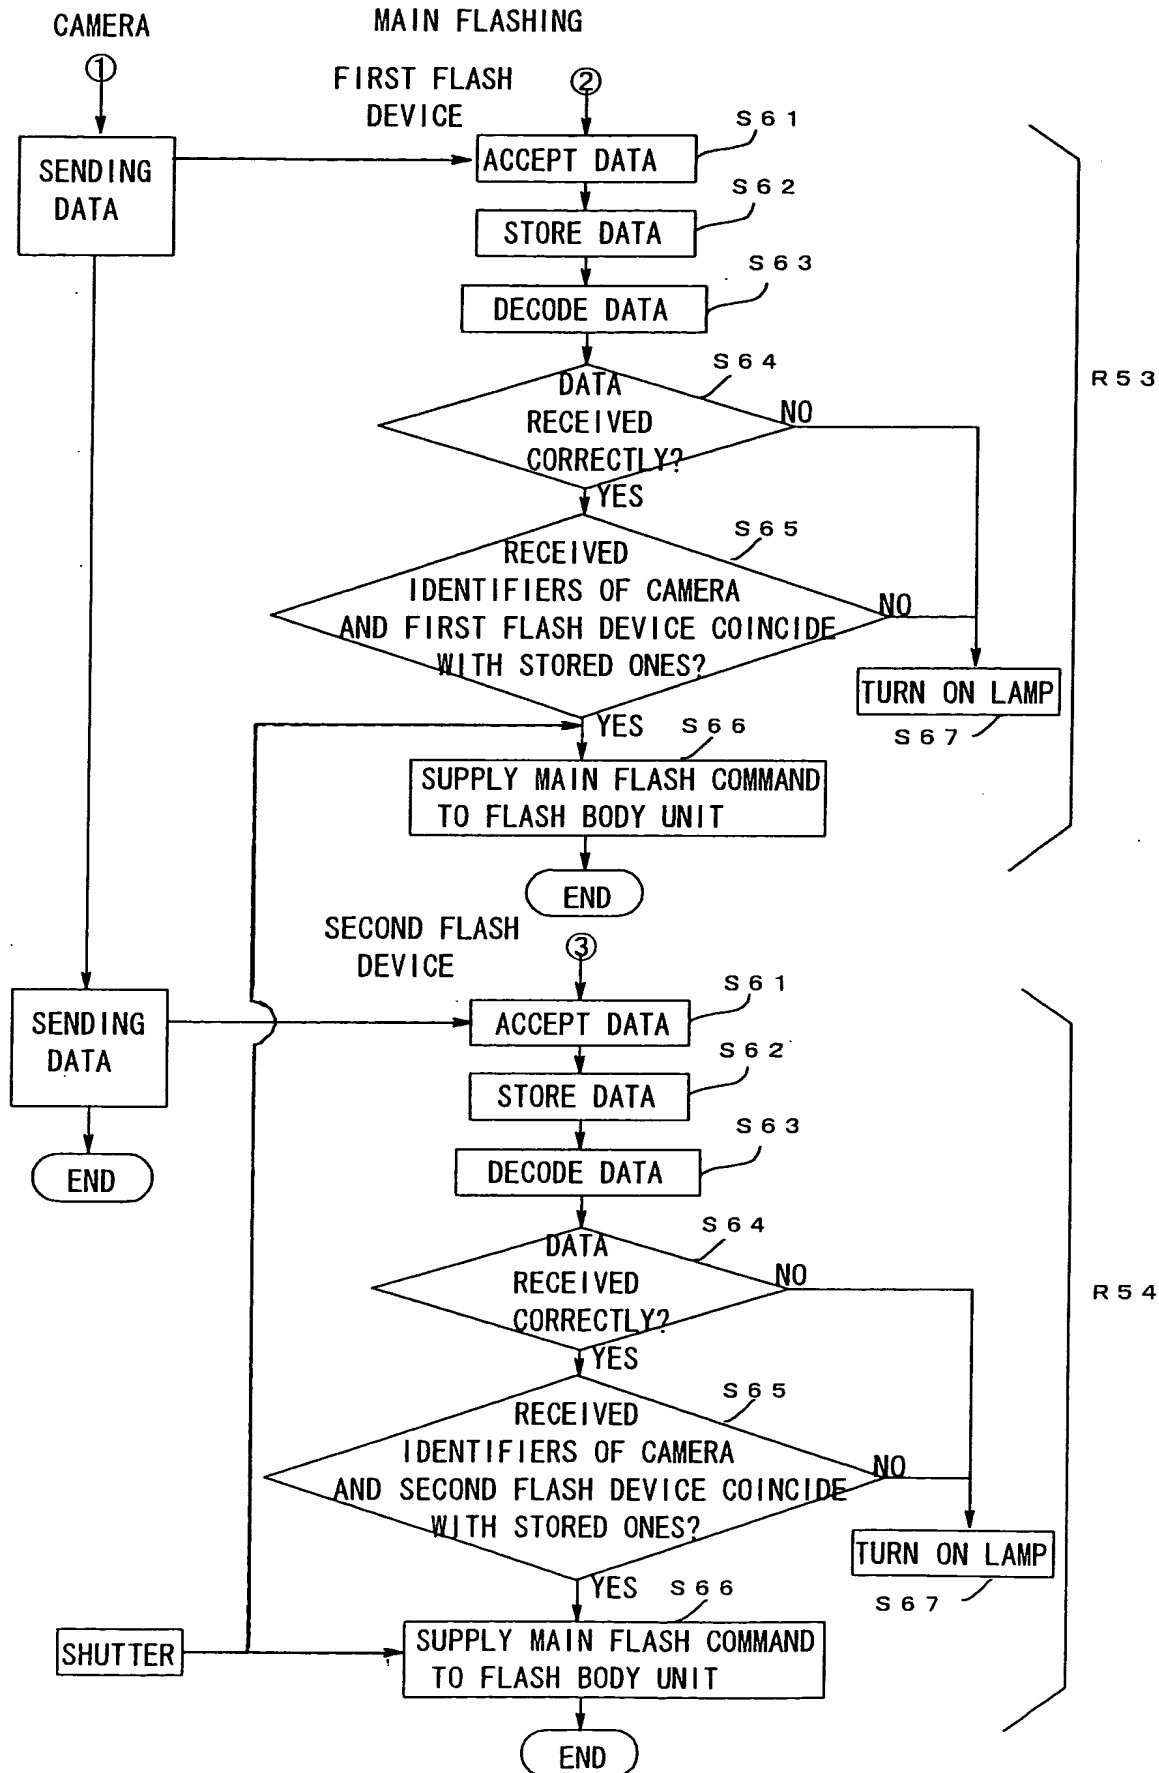 CAMERA
MAIN FLASHING
①
FIRST FLASH
DEVICE
②
SENDING
DATA
ACCEPT DATA
S61
STORE DATA
S62
DECODE DATA
S63
DATA
RECEIVED
CORRECTLY?
S64
NO
YES
R53
RECEIVED
IDENTIFIERS OF CAMERA
AND FIRST FLASH DEVICE COINCIDE
WITH STORED ONES?
S65
NO
YES
TURN ON LAMP
S67
S66
SUPPLY MAIN FLASH COMMAND
TO FLASH BODY UNIT
END
SECOND FLASH
DEVICE
③
SENDING
DATA
END
ACCEPT DATA
S61
STORE DATA
S62
DECODE DATA
S63
DATA
RECEIVED
CORRECTLY?
S64
NO
YES
R54
RECEIVED
IDENTIFIERS OF CAMERA
AND SECOND FLASH DEVICE COINCIDE
WITH STORED ONES?
S65
NO
YES
TURN ON LAMP
S67
S66
SHUTTER
SUPPLY MAIN FLASH COMMAND
TO FLASH BODY UNIT
END